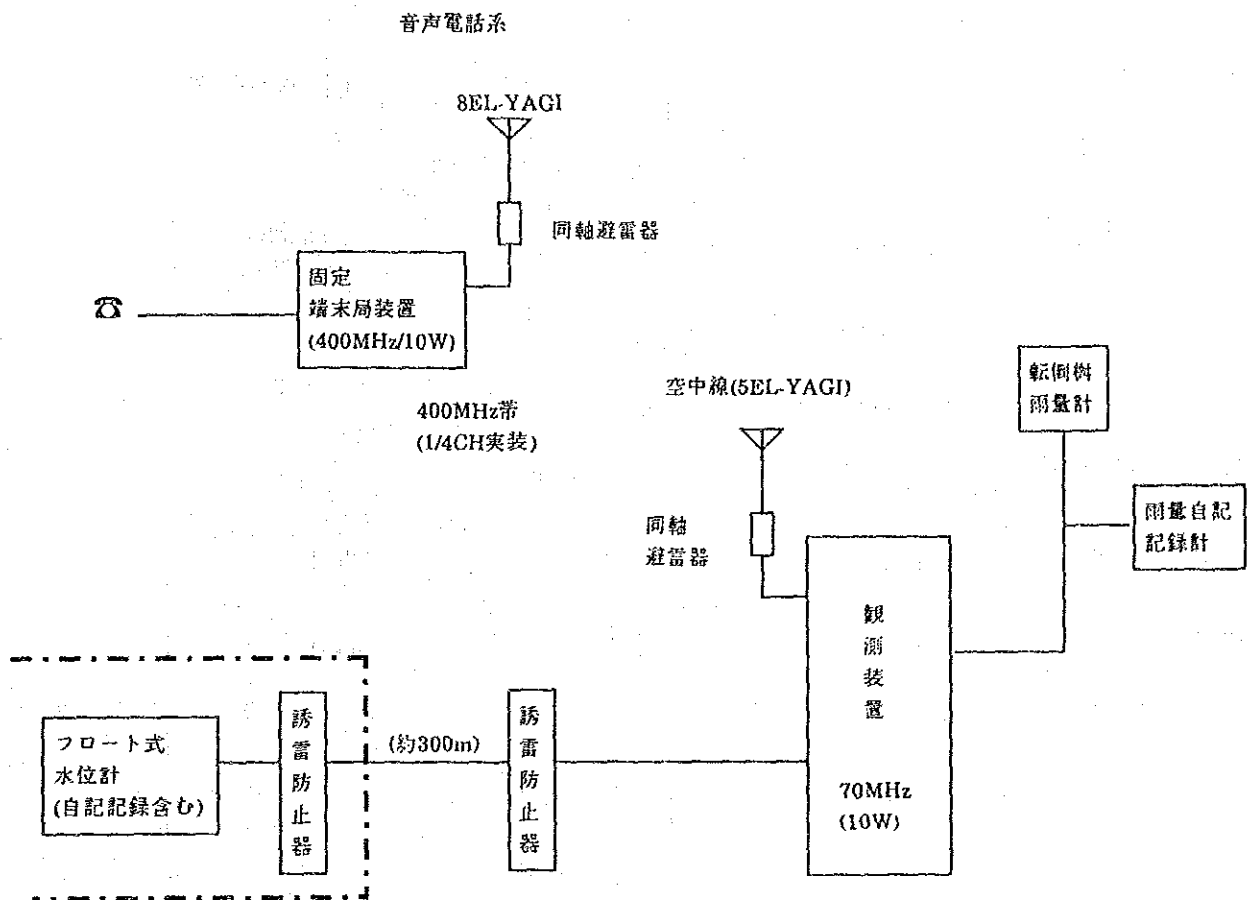 音声電話系
8EL-YAGI
同軸避雷器
固定
端末局装置
(400MHz/10W)
☎
400MHz帯
(1/4CH実装)
空中線(5EL-YAGI)
転倒桝
雨量計
同軸
避雷器
雨量自記
記録計
観測装置
70MHz
(10W)
フロート式
水位計
(自記記録含む)
誘雷防止器
(約300m)
誘雷防止器